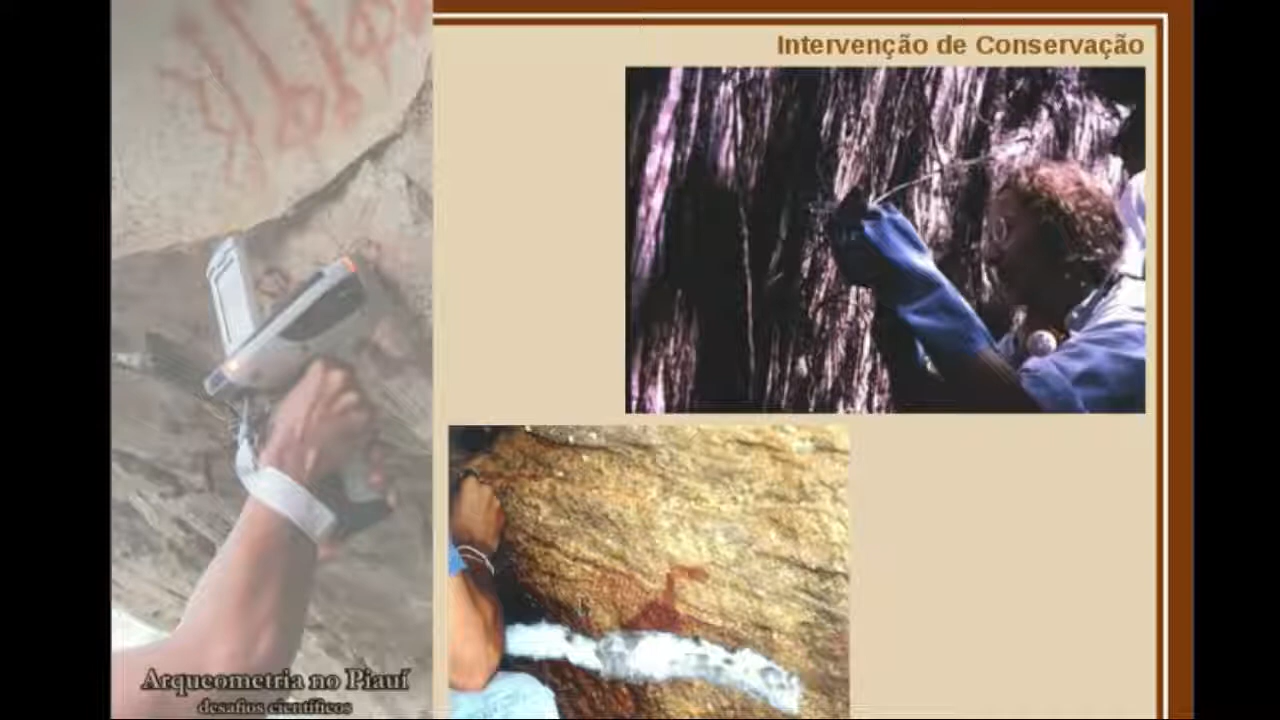 Intervenção de Conservação
Arqueometria no Piauí
desafios científicos